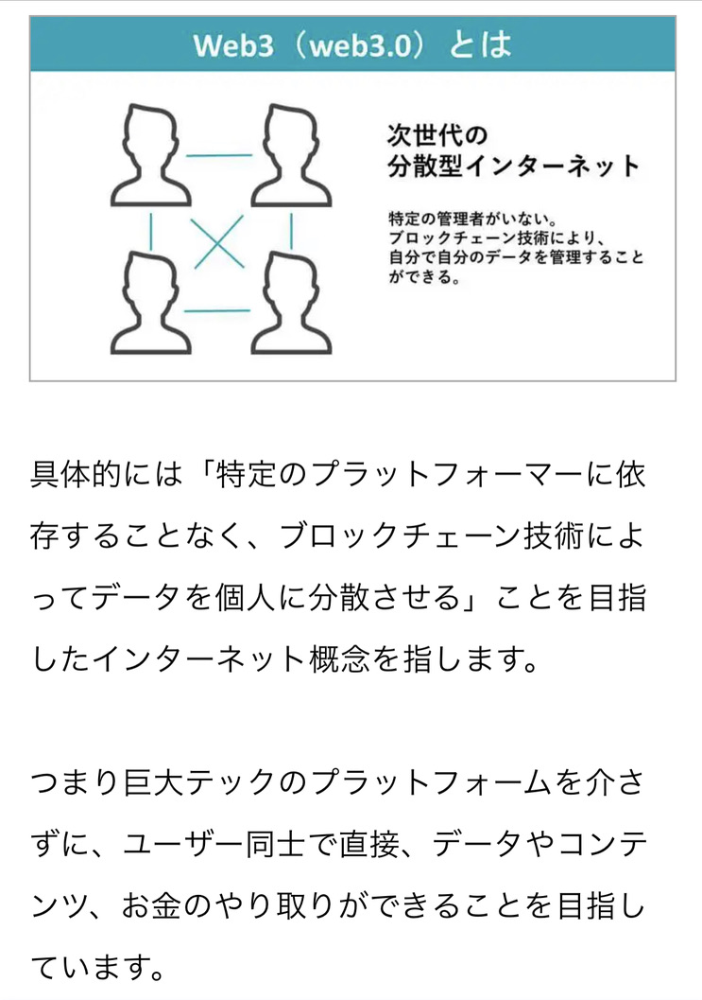 Web3（web3.0）とは
次世代の
分散型インターネット
特定の管理者がいない。
ブロックチェーン技術により、
自分で自分のデータを管理すること
ができる。
具体的には「特定のプラットフォーマーに依
存することなく、ブロックチェーン技術によ
ってデータを個人に分散させる」ことを目指
したインターネット概念を指します。
つまり巨大テックのプラットフォームを介さ
ずに、ユーザー同士で直接、データやコンテ
ンツ、お金のやり取りができることを目指し
ています。